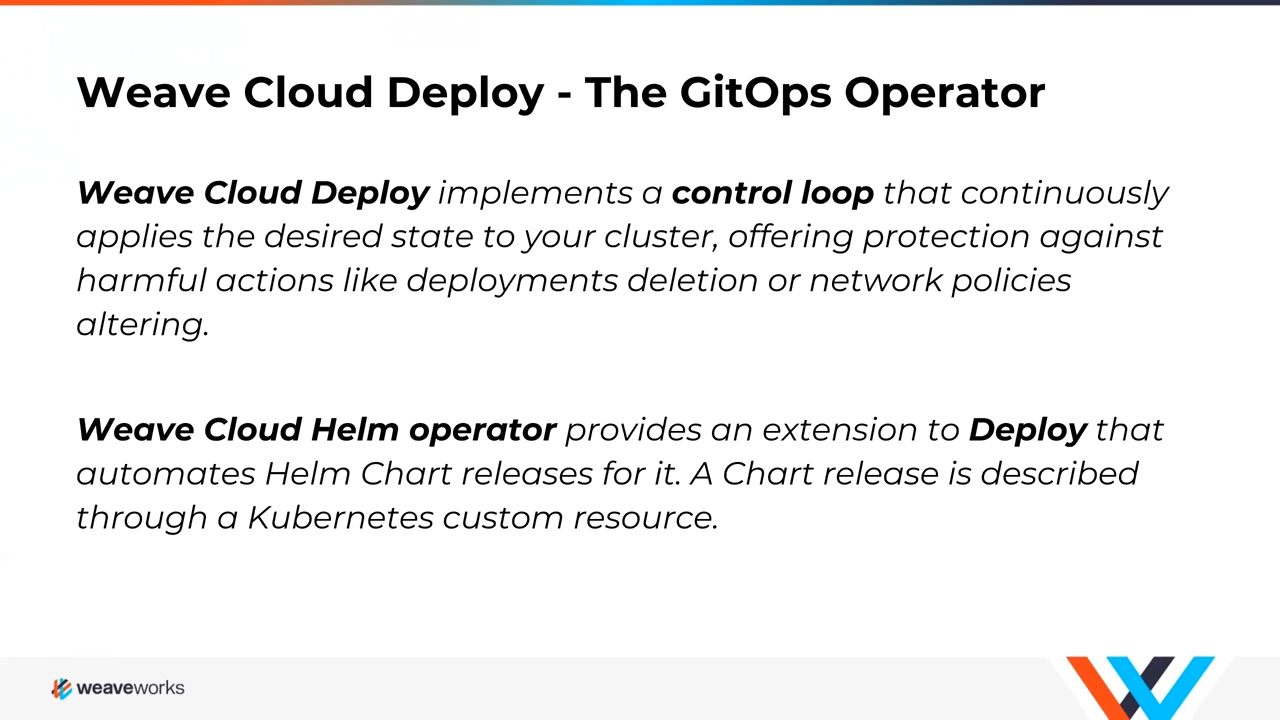 Weave Cloud Deploy - The GitOps Operator
Weave Cloud Deploy implements a control loop that continuously
applies the desired state to your cluster, offering protection against
harmful actions like deployments deletion or network policies
altering.
Weave Cloud Helm operator provides an extension to Deploy that
automates Helm Chart releases for it. A Chart release is described
through a Kubernetes custom resource.
weaveworks